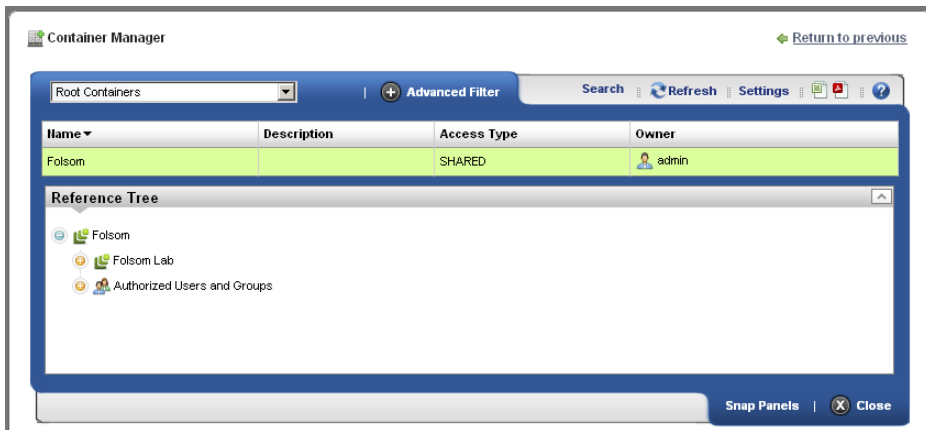 Container Manager
Return to previous
Root Containers | Advanced Filter Search Refresh Settings
Name Description Access Type Owner
Folsom SHARED admin
Reference Tree
Folsom
Folsom Lab
Authorized Users and Groups
Snap Panels | X Close